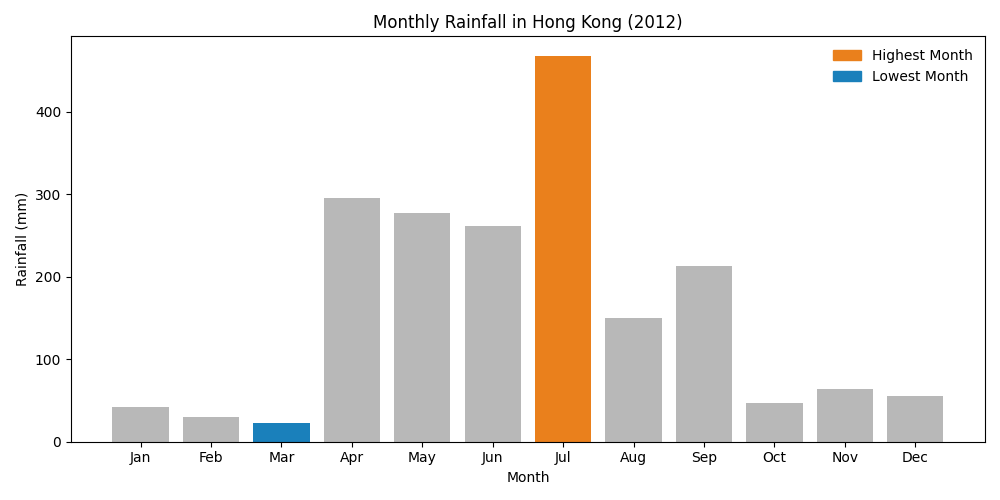 Monthly Rainfall in Hong Kong (2012)
Highest Month
Lowest Month
Rainfall (mm)
400
300
200
100
0
Jan Feb Mar Apr May Jun Jul Aug Sep Oct Nov Dec
Month